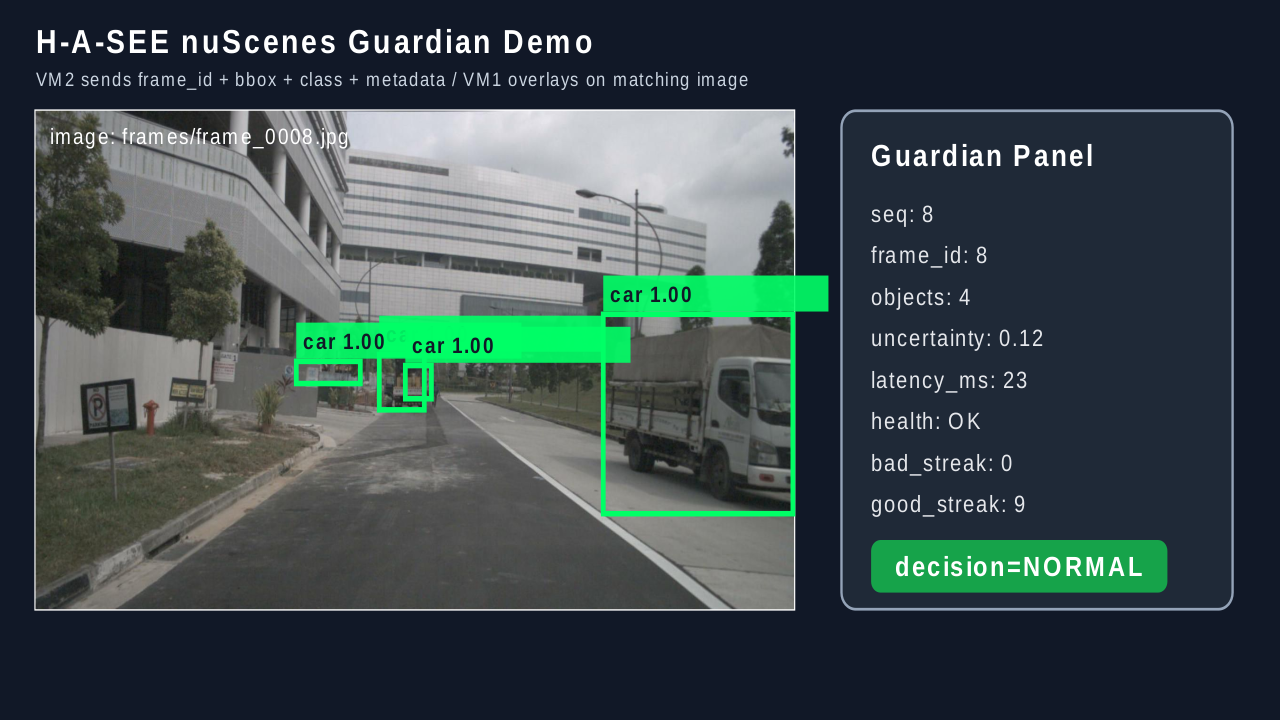 H-A-SEE nuScenes Guardian Demo
VM2 sends frame_id + bbox + class + metadata / VM1 overlays on matching image
image: frames/frame_0008.jpg
car 1.00
car 1.00
car 1.00
Guardian Panel
seq: 8
frame_id: 8
objects: 4
uncertainty: 0.12
latency_ms: 23
health: OK
bad_streak: 0
good_streak: 9
decision=NORMAL